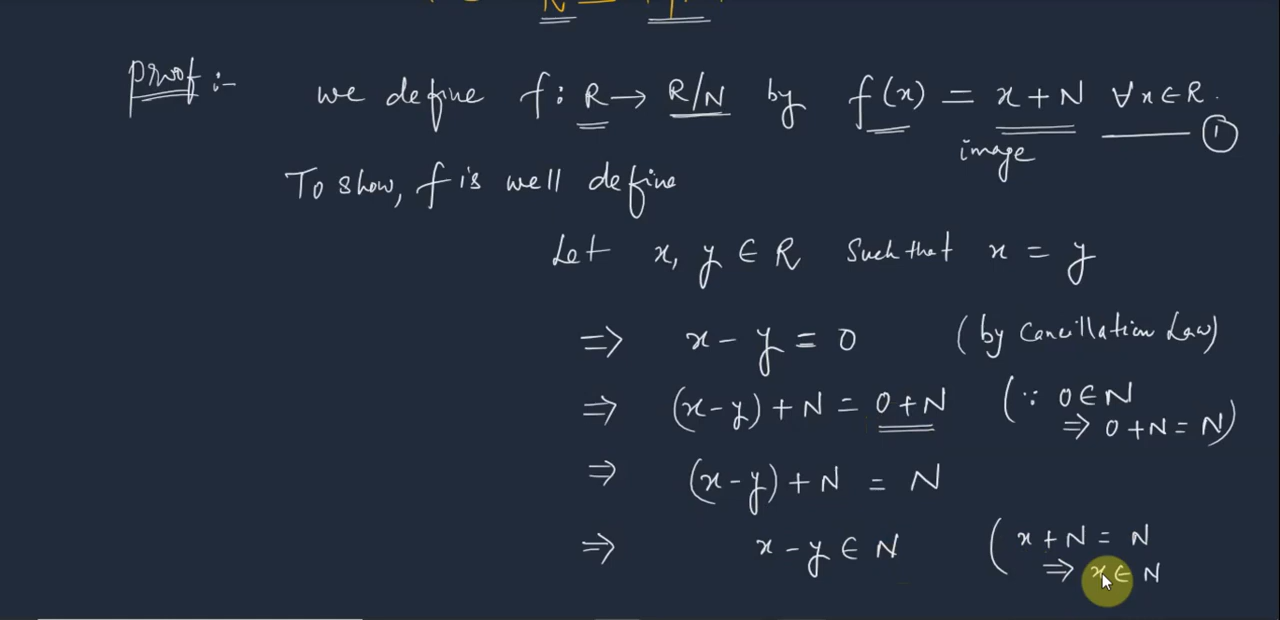 Proof :- we define f: R → R/N by f(x) = x + N ∀ x ∈ R. ①
image
To show, f is well define
Let x, y ∈ R Such that x = y
⇒ x - y = 0 (by Cancillation Law)
⇒ (x-y) + N = 0 + N (∵ 0 ∈ N
⇒ 0 + N = N)
⇒ (x-y) + N = N
⇒ x - y ∈ N (x + N = N
⇒ x ∈ N